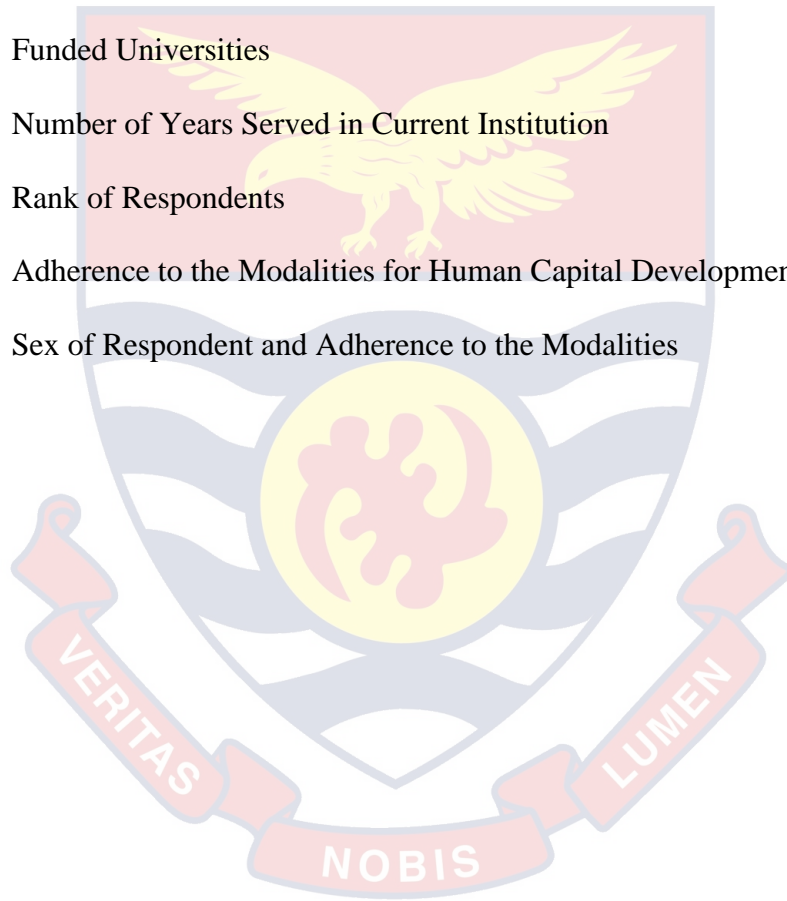 Funded Universities
Number of Years Served in Current Institution
Rank of Respondents
Adherence to the Modalities for Human Capital Developmen
Sex of Respondent and Adherence to the Modalities
VERITAS
NOBIS
LUMEN